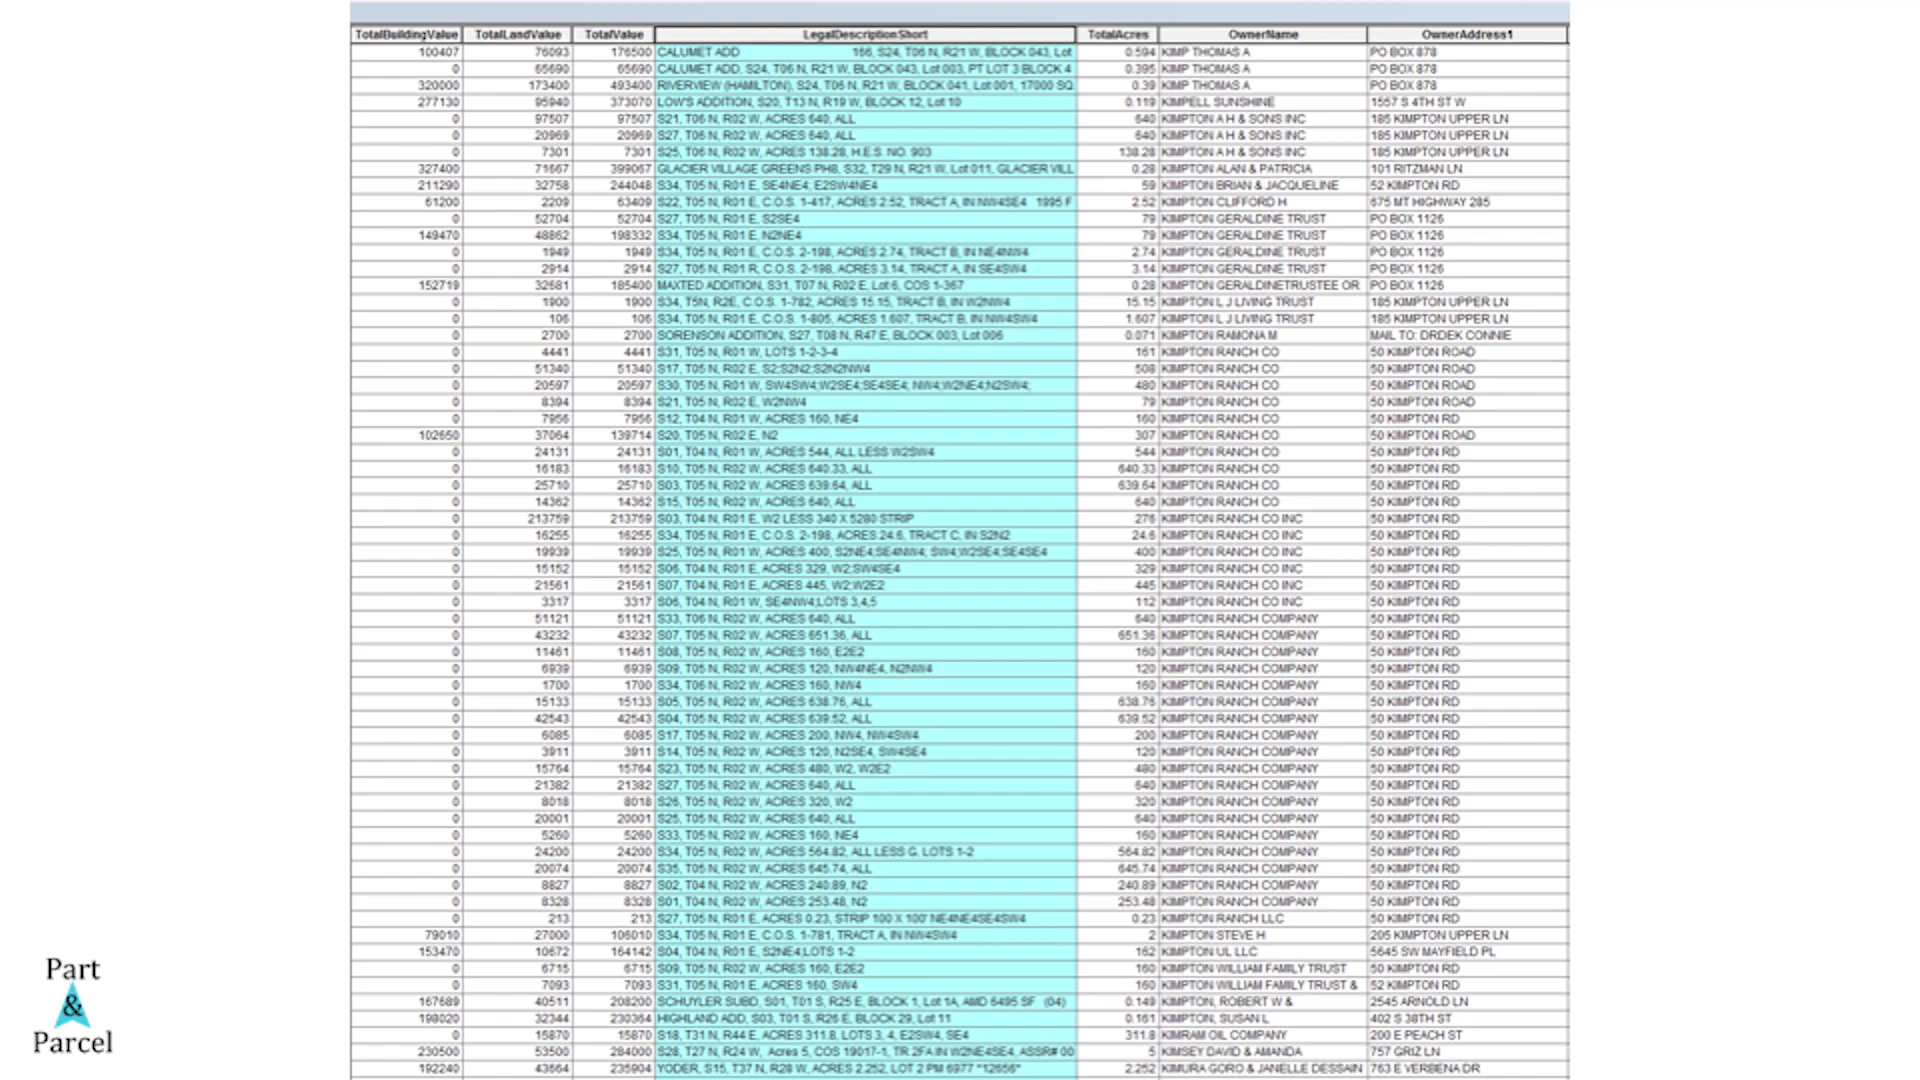 TotalBuildingValue TotalLandValue TotalValue LegalDescriptionShort TotalAcres OwnerName OwnerAddress1
100407 76093 176500 CALUMET ADD 166, S24, T06 N, R21 W, BLOCK 043, Lot 0.594 KIMP THOMAS A PO BOX 878
0 65690 65690 CALUMET ADD, S24, T06 N, R21 W, BLOCK 043, Lot 003, PT LOT 3 BLOCK 4 0.395 KIMP THOMAS A PO BOX 878
320000 173400 493400 RIVERVIEW (HAMILTON), S24, T06 N, R21 W, BLOCK 041, Lot 001, 17000 SQ 0.39 KIMP THOMAS A PO BOX 878
277130 95940 373070 LOW'S ADDITION, S20, T13 N, R19 W, BLOCK 12, Lot 10 0.119 KIMPELL SUNSHINE 1557 S 4TH ST W
0 97507 97507 S21, T06 N, R02 W, ACRES 640, ALL 640 KIMPTON A H & SONS INC 185 KIMPTON UPPER LN
0 20969 20969 S27, T06 N, R02 W, ACRES 640, ALL 640 KIMPTON A H & SONS INC 185 KIMPTON UPPER LN
0 7301 7301 S25, T06 N, R02 W, ACRES 138.28, H.E.S. NO. 903 138.28 KIMPTON A H & SONS INC 185 KIMPTON UPPER LN
327400 71667 399067 GLACIER VILLAGE GREENS PH8, S32, T29 N, R21 W, Lot 011, GLACIER VILL 0.28 KIMPTON ALAN & PATRICIA 101 RITZMAN LN
211290 32758 244048 S34, T05 N, R01 E, SE4NE4; E2SW4NE4 59 KIMPTON BRIAN & JACQUELINE 52 KIMPTON RD
61200 2209 63409 S22, T05 N, R01 E, C.O.S. 1-417, ACRES 2.52, TRACT A, IN NW4SE4 1995 F 2.52 KIMPTON CLIFFORD H 675 MT HIGHWAY 285
0 52704 52704 S27, T05 N, R01 E, S2SE4 79 KIMPTON GERALDINE TRUST PO BOX 1126
149470 48862 198332 S34, T05 N, R01 E, N2NE4 79 KIMPTON GERALDINE TRUST PO BOX 1126
0 1949 1949 S34, T05 N, R01 E, C.O.S. 2-198, ACRES 2.74, TRACT B, IN NE4NW4 2.74 KIMPTON GERALDINE TRUST PO BOX 1126
0 2914 2914 S27, T05 N, R01 R, C.O.S. 2-198, ACRES 3.14, TRACT A, IN SE4SW4 3.14 KIMPTON GERALDINE TRUST PO BOX 1126
152719 32681 185400 MAXTED ADDITION, S31, T07 N, R02 E, Lot 6, COS 1-367 0.28 KIMPTON GERALDINETRUSTEE OR PO BOX 1126
0 1900 1900 S34, T5N, R2E, C.O.S. 1-782, ACRES 15.15, TRACT B, IN W2NW4 15.15 KIMPTON L J LIVING TRUST 185 KIMPTON UPPER LN
0 106 106 S34, T05 N, R01 E, C.O.S. 1-805, ACRES 1.607, TRACT B, IN NW4SW4 1.607 KIMPTON L J LIVING TRUST 185 KIMPTON UPPER LN
0 2700 2700 SORENSON ADDITION, S27, T08 N, R47 E, BLOCK 003, Lot 006 0.071 KIMPTON RAMONA M MAIL TO: DRDEK CONNIE
0 4441 4441 S31, T05 N, R01 W, LOTS 1-2-3-4 161 KIMPTON RANCH CO 50 KIMPTON ROAD
0 51340 51340 S17, T05 N, R02 E, S2;S2N2;S2N2NW4 508 KIMPTON RANCH CO 50 KIMPTON ROAD
0 20597 20597 S30, T05 N, R01 W, SW4SW4;W2SE4;SE4SE4; NW4;W2NE4;N2SW4; 480 KIMPTON RANCH CO 50 KIMPTON ROAD
0 8394 8394 S21, T05 N, R02 E, W2NW4 79 KIMPTON RANCH CO 50 KIMPTON ROAD
0 7956 7956 S12, T04 N, R01 W, ACRES 160, NE4 160 KIMPTON RANCH CO 50 KIMPTON RD
102650 37064 139714 S20, T05 N, R02 E, N2 307 KIMPTON RANCH CO 50 KIMPTON ROAD
0 24131 24131 S01, T04 N, R01 W, ACRES 544, ALL LESS W2SW4 544 KIMPTON RANCH CO 50 KIMPTON RD
0 16183 16183 S10, T05 N, R02 W, ACRES 640.33, ALL 640.33 KIMPTON RANCH CO 50 KIMPTON RD
0 25710 25710 S03, T05 N, R02 W, ACRES 639.64, ALL 639.64 KIMPTON RANCH CO 50 KIMPTON RD
0 14362 14362 S15, T05 N, R02 W, ACRES 640, ALL 640 KIMPTON RANCH CO 50 KIMPTON RD
0 213759 213759 S03, T04 N, R01 E, W2 LESS 340 X 5280 STRIP 276 KIMPTON RANCH CO INC 50 KIMPTON RD
0 16255 16255 S34, T05 N, R01 E, C.O.S. 2-198, ACRES 24.6, TRACT C, IN S2N2 24.6 KIMPTON RANCH CO INC 50 KIMPTON RD
0 19939 19939 S25, T05 N, R01 W, ACRES 400, S2NE4;SE4NW4; SW4;W2SE4;SE4SE4 400 KIMPTON RANCH CO INC 50 KIMPTON RD
0 15152 15152 S06, T04 N, R01 E, ACRES 329, W2;SW4SE4 329 KIMPTON RANCH CO INC 50 KIMPTON RD
0 21561 21561 S07, T04 N, R01 E, ACRES 445, W2;W2E2 445 KIMPTON RANCH CO INC 50 KIMPTON RD
0 3317 3317 S06, T04 N, R01 W, SE4NW4;LOTS 3,4,5 112 KIMPTON RANCH CO INC 50 KIMPTON RD
0 51121 51121 S33, T06 N, R02 W, ACRES 640, ALL 640 KIMPTON RANCH COMPANY 50 KIMPTON RD
0 43232 43232 S07, T05 N, R02 W, ACRES 651.36, ALL 651.36 KIMPTON RANCH COMPANY 50 KIMPTON RD
0 11461 11461 S08, T05 N, R02 W, ACRES 160, E2E2 160 KIMPTON RANCH COMPANY 50 KIMPTON RD
0 6939 6939 S09, T05 N, R02 W, ACRES 120, NW4NE4, N2NW4 120 KIMPTON RANCH COMPANY 50 KIMPTON RD
0 1700 1700 S34, T06 N, R02 W, ACRES 160, NW4 160 KIMPTON RANCH COMPANY 50 KIMPTON RD
0 15133 15133 S05, T05 N, R02 W, ACRES 638.76, ALL 638.76 KIMPTON RANCH COMPANY 50 KIMPTON RD
0 42543 42543 S04, T05 N, R02 W, ACRES 639.52, ALL 639.52 KIMPTON RANCH COMPANY 50 KIMPTON RD
0 6085 6085 S17, T05 N, R02 W, ACRES 200, NW4, NW4SW4 200 KIMPTON RANCH COMPANY 50 KIMPTON RD
0 3911 3911 S14, T05 N, R02 W, ACRES 120, N2SE4, SW4SE4 120 KIMPTON RANCH COMPANY 50 KIMPTON RD
0 15764 15764 S23, T05 N, R02 W, ACRES 480, W2, W2E2 480 KIMPTON RANCH COMPANY 50 KIMPTON RD
0 21382 21382 S27, T05 N, R02 W, ACRES 640, ALL 640 KIMPTON RANCH COMPANY 50 KIMPTON RD
0 8018 8018 S26, T05 N, R02 W, ACRES 320, W2 320 KIMPTON RANCH COMPANY 50 KIMPTON RD
0 20001 20001 S25, T05 N, R02 W, ACRES 640, ALL 640 KIMPTON RANCH COMPANY 50 KIMPTON RD
0 5260 5260 S33, T05 N, R02 W, ACRES 160, NE4 160 KIMPTON RANCH COMPANY 50 KIMPTON RD
0 24200 24200 S34, T05 N, R02 W, ACRES 564.82, ALL LESS G. LOTS 1-2 564.82 KIMPTON RANCH COMPANY 50 KIMPTON RD
0 20074 20074 S35, T05 N, R02 W, ACRES 645.74, ALL 645.74 KIMPTON RANCH COMPANY 50 KIMPTON RD
0 8827 8827 S02, T04 N, R02 W, ACRES 240.89, N2 240.89 KIMPTON RANCH COMPANY 50 KIMPTON RD
0 8328 8328 S01, T04 N, R02 W, ACRES 253.48, N2 253.48 KIMPTON RANCH COMPANY 50 KIMPTON RD
0 213 213 S27, T05 N, R01 E, ACRES 0.23, STRIP 100 X 100' NE4NE4SE4SW4 0.23 KIMPTON RANCH LLC 50 KIMPTON RD
79010 27000 106010 S34, T05 N, R01 E, C.O.S. 1-781, TRACT A, IN NW4SW4 2 KIMPTON STEVE H 205 KIMPTON UPPER LN
153470 10672 164142 S04, T04 N, R01 E, S2NE4;LOTS 1-2 162 KIMPTON UL LLC 5645 SW MAYFIELD PL
0 6715 6715 S09, T05 N, R02 W, ACRES 160, E2E2 160 KIMPTON WILLIAM FAMILY TRUST 50 KIMPTON RD
0 7093 7093 S31, T05 N, R01 E, ACRES 160, SW4 160 KIMPTON WILLIAM FAMILY TRUST & 52 KIMPTON RD
167689 40511 208200 SCHUYLER SUBD, S01, T01 S, R25 E, BLOCK 1, Lot 1A, AMD 6495 SF (04) 0.149 KIMPTON, ROBERT W & 2545 ARNOLD LN
198020 32344 230364 HIGHLAND ADD, S03, T01 S, R26 E, BLOCK 29, Lot 11 0.161 KIMPTON, SUSAN L 402 S 38TH ST
0 15870 15870 S18, T31 N, R44 E, ACRES 311.8, LOTS 3, 4, E2SW4, SE4 311.8 KIMRAM OIL COMPANY 200 E PEACH ST
230500 53500 284000 S28, T27 N, R24 W, Acres 5, COS 19017-1, TR 2FA IN W2NE4SE4, ASSR# 00 5 KIMSEY DAVID & AMANDA 757 GRIZ LN
192240 43664 235904 YODER, S15, T37 N, R28 W, ACRES 2.252, LOT 2 PM 6977 *12656* 2.252 KIMURA GORO & JANELLE DESSAIN 763 E VERBENA DR
Part
&
Parcel